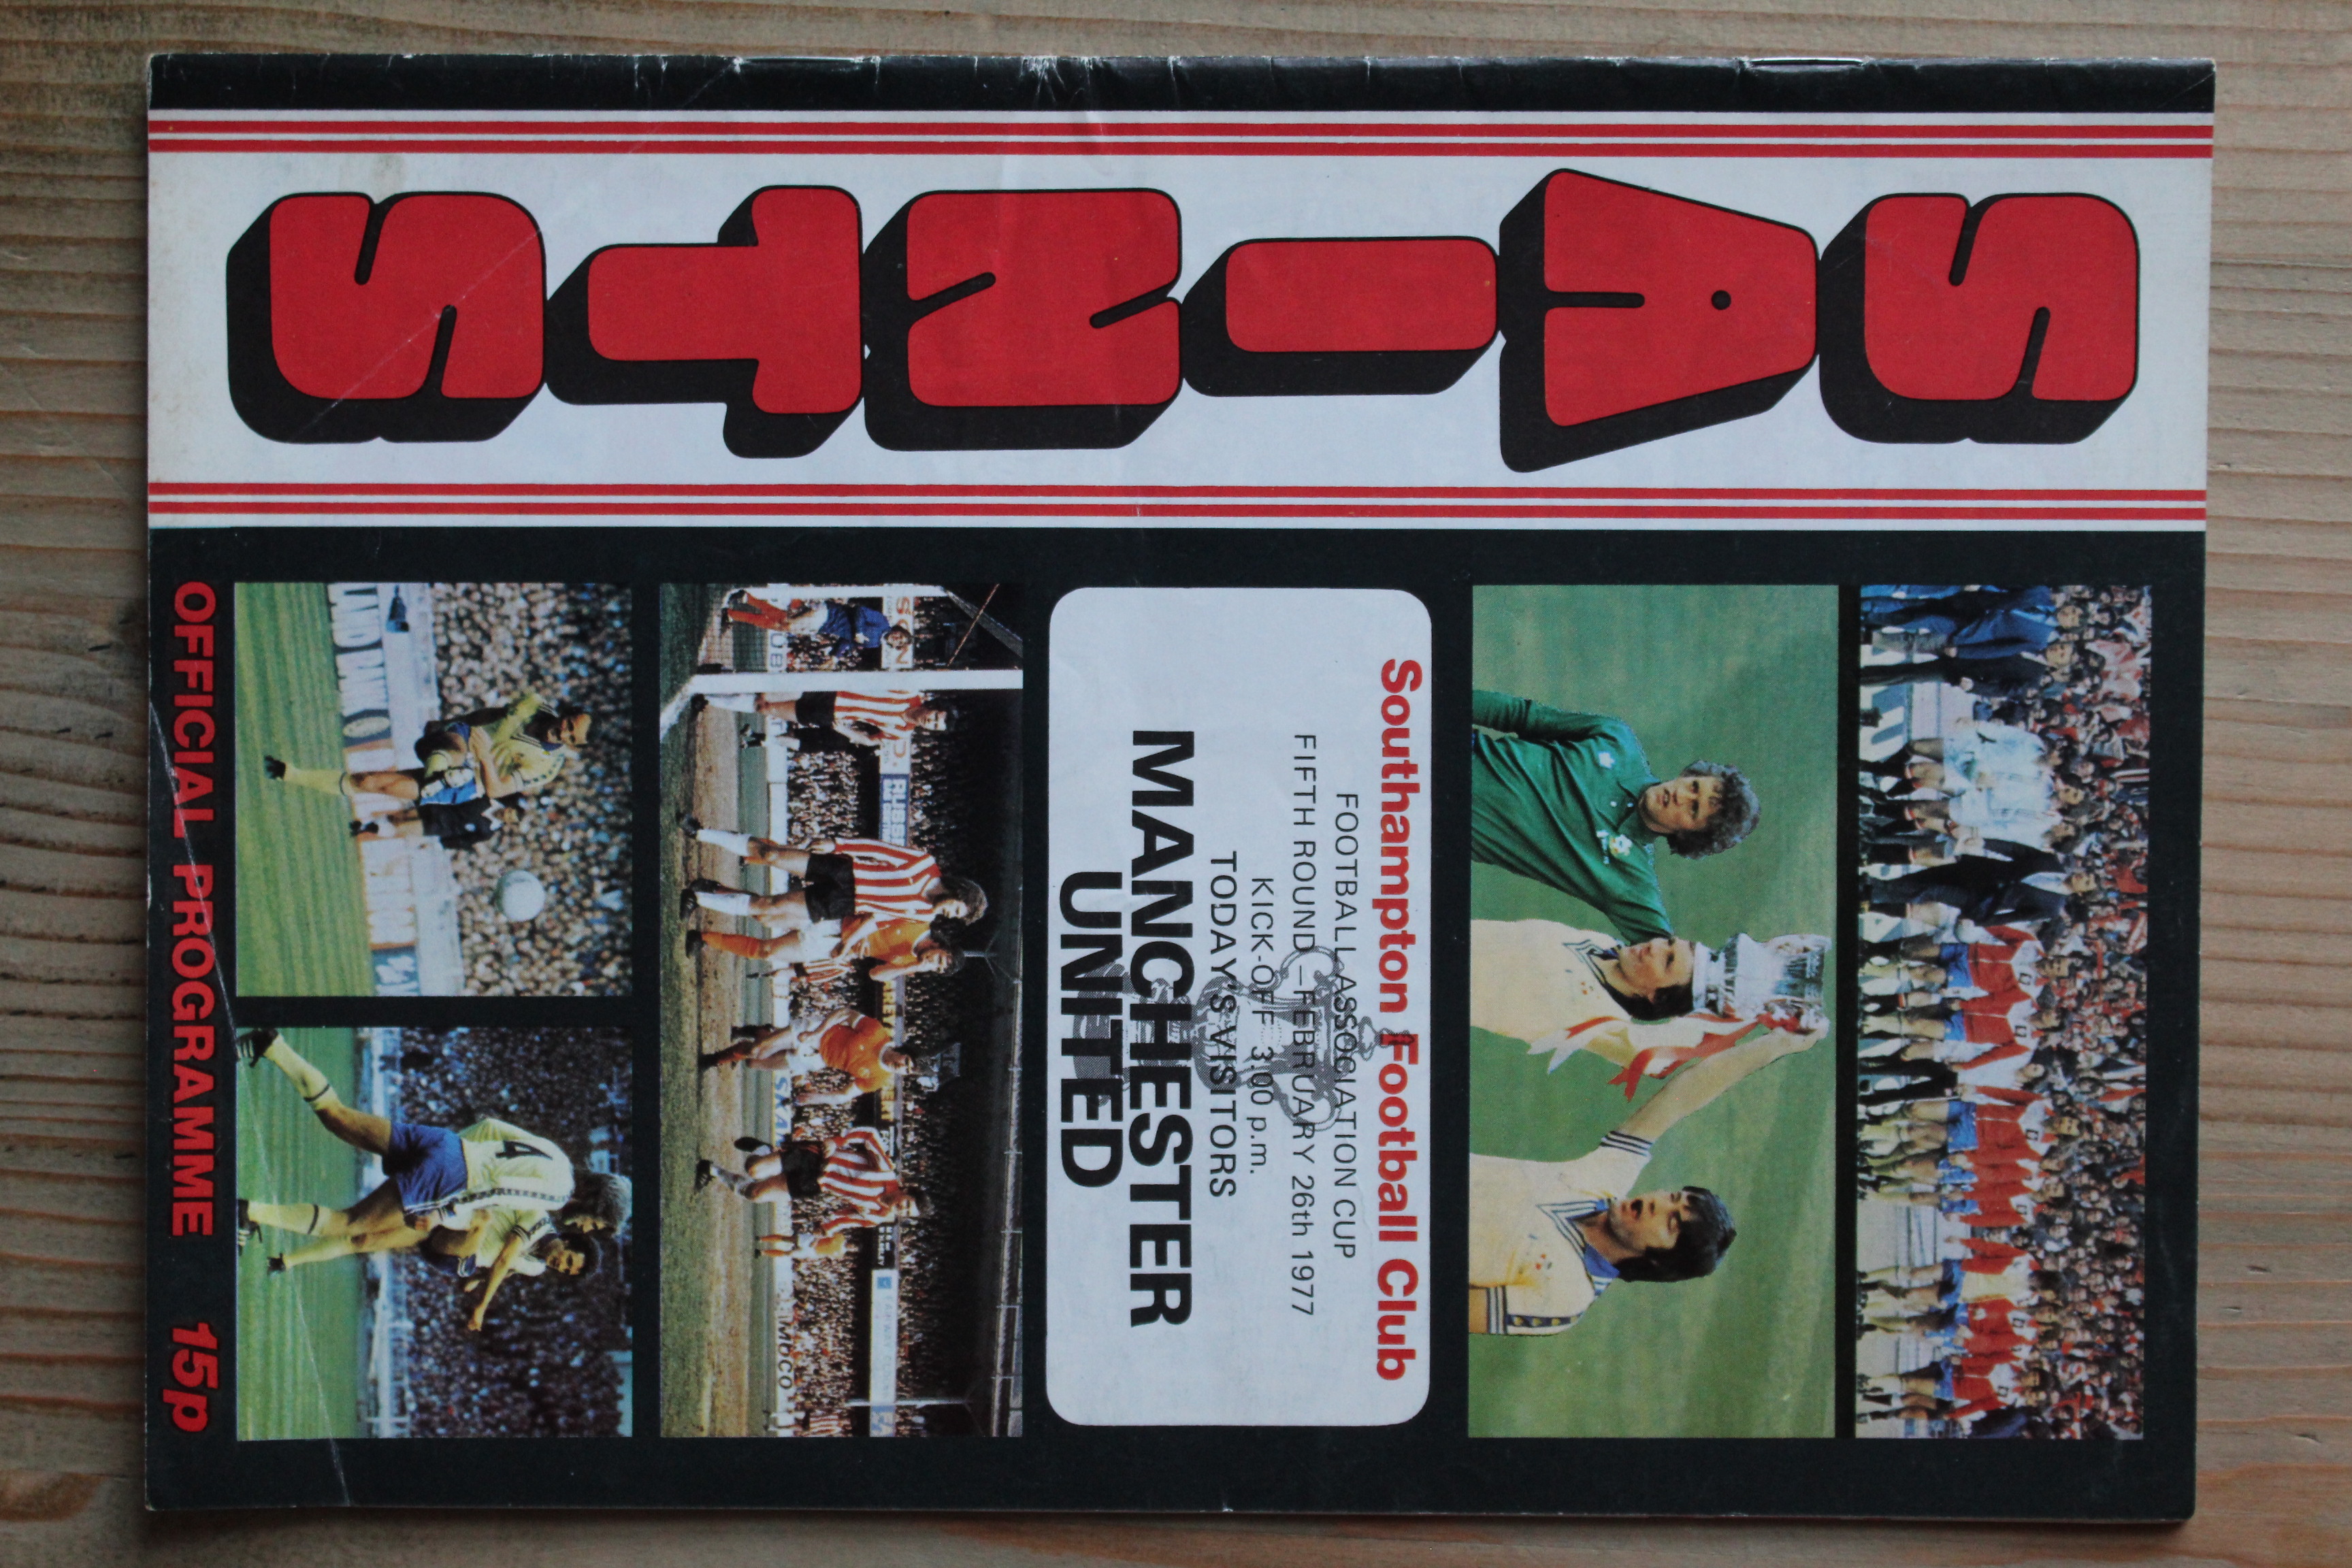 SAINTS
Southampton Football Club
FOOTBALL ASSOCIATION CUP
FIFTH ROUND – FEBRUARY 26th 1977
KICK-OFF 3.00 p.m.
TODAY'S VISITORS
MANCHESTER
UNITED
OFFICIAL PROGRAMME 15p